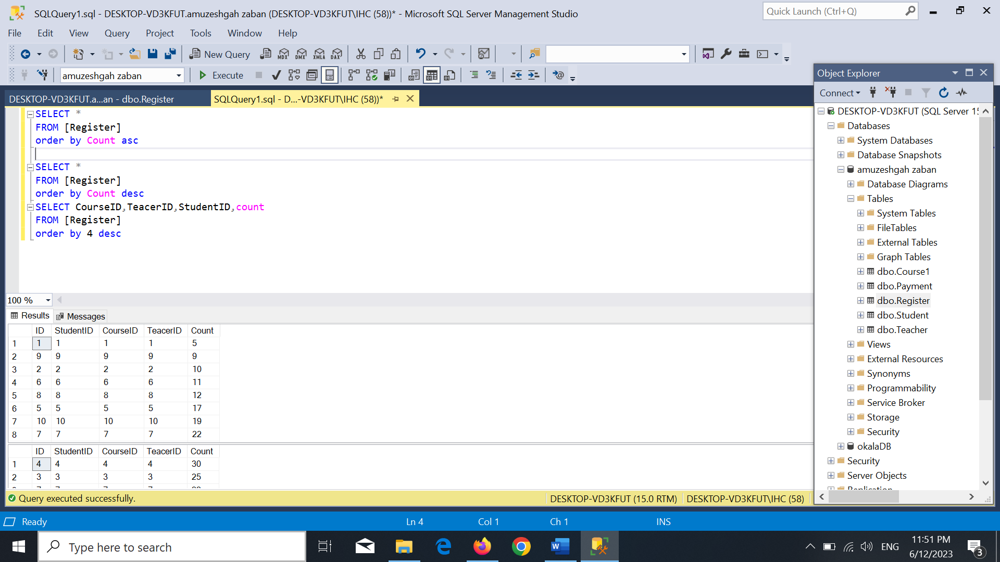 SQLQuery1.sql - DESKTOP-VD3KFUT.amuzeshgah zaban (DESKTOP-VD3KFUT\IHC (58))* - Microsoft SQL Server Management Studio
Quick Launch (Ctrl+Q)
File Edit View Query Project Tools Window Help
New Query MDX DMX XMLA DAX
amuzeshgah zaban Execute
DESKTOP-VD3KFUT.a...an - dbo.Register
SQLQuery1.sql - D...-VD3KFUT\IHC (58))*
SELECT *
FROM [Register]
order by Count asc
SELECT *
FROM [Register]
order by Count desc
SELECT CourseID,TeacerID,StudentID,count
FROM [Register]
order by 4 desc
100 %
Results Messages
ID StudentID CourseID TeacerID Count
1 1 1 1 1 5
2 9 9 9 9 9
3 2 2 2 2 10
4 6 6 6 6 11
5 8 8 8 8 12
6 5 5 5 5 17
7 10 10 10 10 19
8 7 7 7 7 22
ID StudentID CourseID TeacerID Count
1 4 4 4 4 30
2 3 3 3 3 25
Query executed successfully.
DESKTOP-VD3KFUT (15.0 RTM)
DESKTOP-VD3KFUT\IHC (58)
Object Explorer
Connect
DESKTOP-VD3KFUT (SQL Server 15
Databases
System Databases
Database Snapshots
amuzeshgah zaban
Database Diagrams
Tables
System Tables
FileTables
External Tables
Graph Tables
dbo.Course1
dbo.Payment
dbo.Register
dbo.Student
dbo.Teacher
Views
External Resources
Synonyms
Programmability
Service Broker
Storage
Security
okalaDB
Security
Server Objects
Replication
Ready Ln 4 Col 1 Ch 1 INS
Type here to search
ENG
11:51 PM
6/12/2023
3